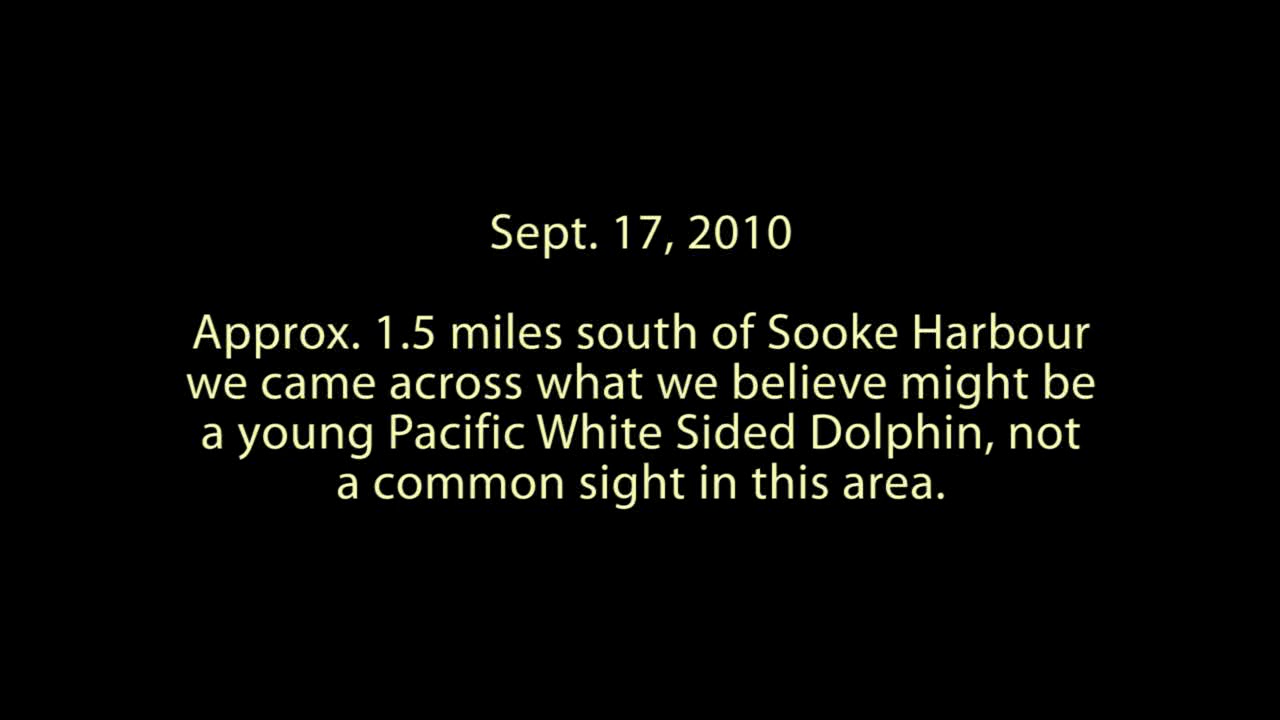 Sept. 17, 2010
Approx. 1.5 miles south of Sooke Harbour
we came across what we believe might be
a young Pacific White Sided Dolphin, not
a common sight in this area.